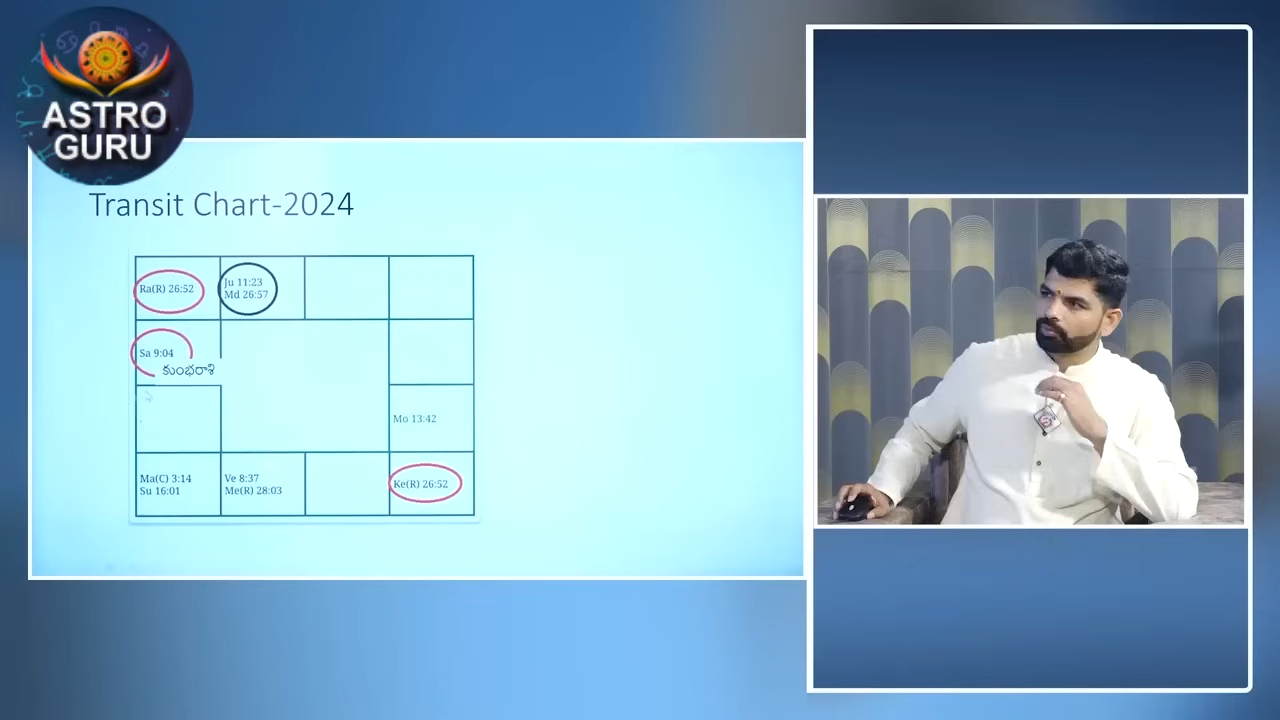 ASTRO
GURU
Transit Chart-2024
Ra(R) 26:52
Ju 11:23
Md 26:57
Sa 9:04
కుంభరాశి
Mo 13:42
Ma(C) 3:14
Su 16:01
Ve 8:37
Me(R) 28:03
Ke(R) 26:52